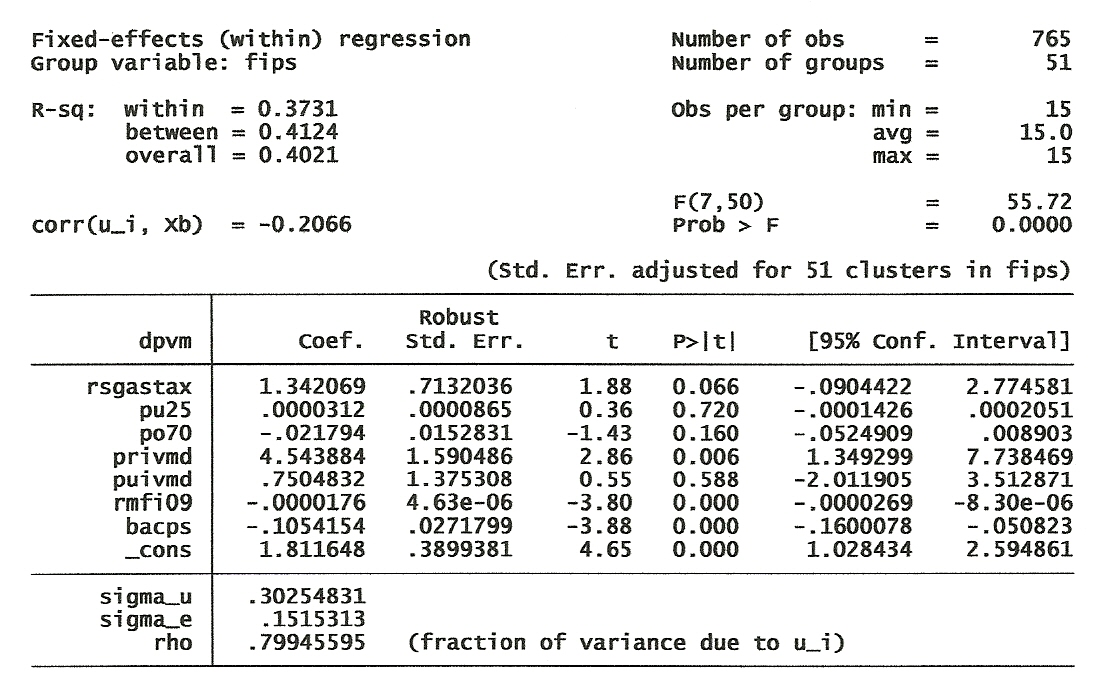 Fixed-effects (within) regression Number of obs = 765
Group variable: fips Number of groups = 51
R-sq: within = 0.3731 Obs per group: min = 15
between = 0.4124 avg = 15.0
overall = 0.4021 max = 15
F(7,50) = 55.72
corr(u_i, Xb) = -0.2066 Prob > F = 0.0000
(Std. Err. adjusted for 51 clusters in fips)
Robust
dpvm Coef. Std. Err. t P>|t| [95% Conf. Interval]
rsgastax 1.342069 .7132036 1.88 0.066 -.0904422 2.774581
pu25 .0000312 .0000865 0.36 0.720 -.0001426 .0002051
po70 -.021794 .0152831 -1.43 0.160 -.0524909 .008903
privmd 4.543884 1.590486 2.86 0.006 1.349299 7.738469
puivmd .7504832 1.375308 0.55 0.588 -2.011905 3.512871
rmfi09 -.0000176 4.63e-06 -3.80 0.000 -.0000269 -8.30e-06
bacps -.1054154 .0271799 -3.88 0.000 -.1600078 -.050823
_cons 1.811648 .3899381 4.65 0.000 1.028434 2.594861
sigma_u .30254831
sigma_e .1515313
rho .79945595 (fraction of variance due to u_i)